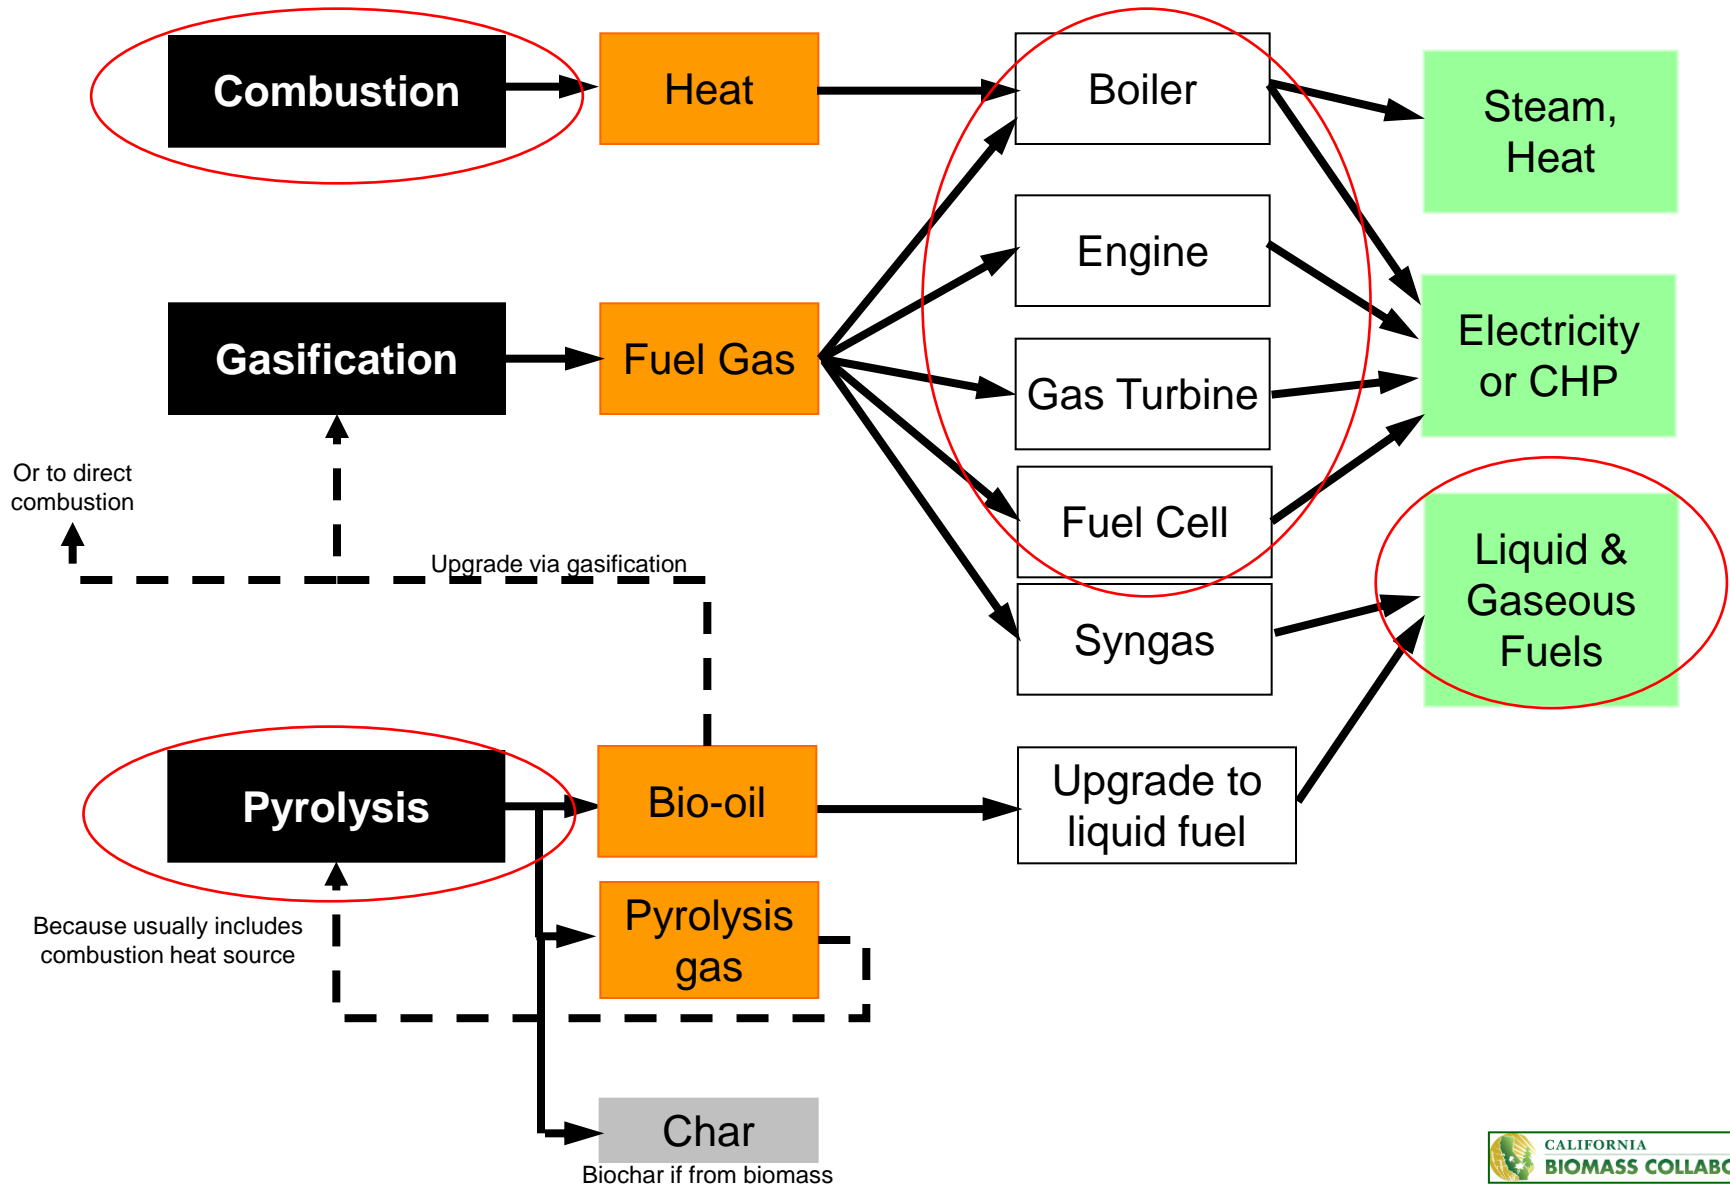 Combustion
Heat
Boiler
Steam,
Heat
Engine
Gasification
Fuel Gas
Electricity
or CHP
Gas Turbine
Or to direct
combustion
Fuel Cell
Upgrade via gasification
Liquid &
Gaseous
Fuels
Syngas
Pyrolysis
Bio-oil
Upgrade to
liquid fuel
Because usually includes
combustion heat source
Pyrolysis
gas
Char
Biochar if from biomass
CALIFORNIA
BIOMASS